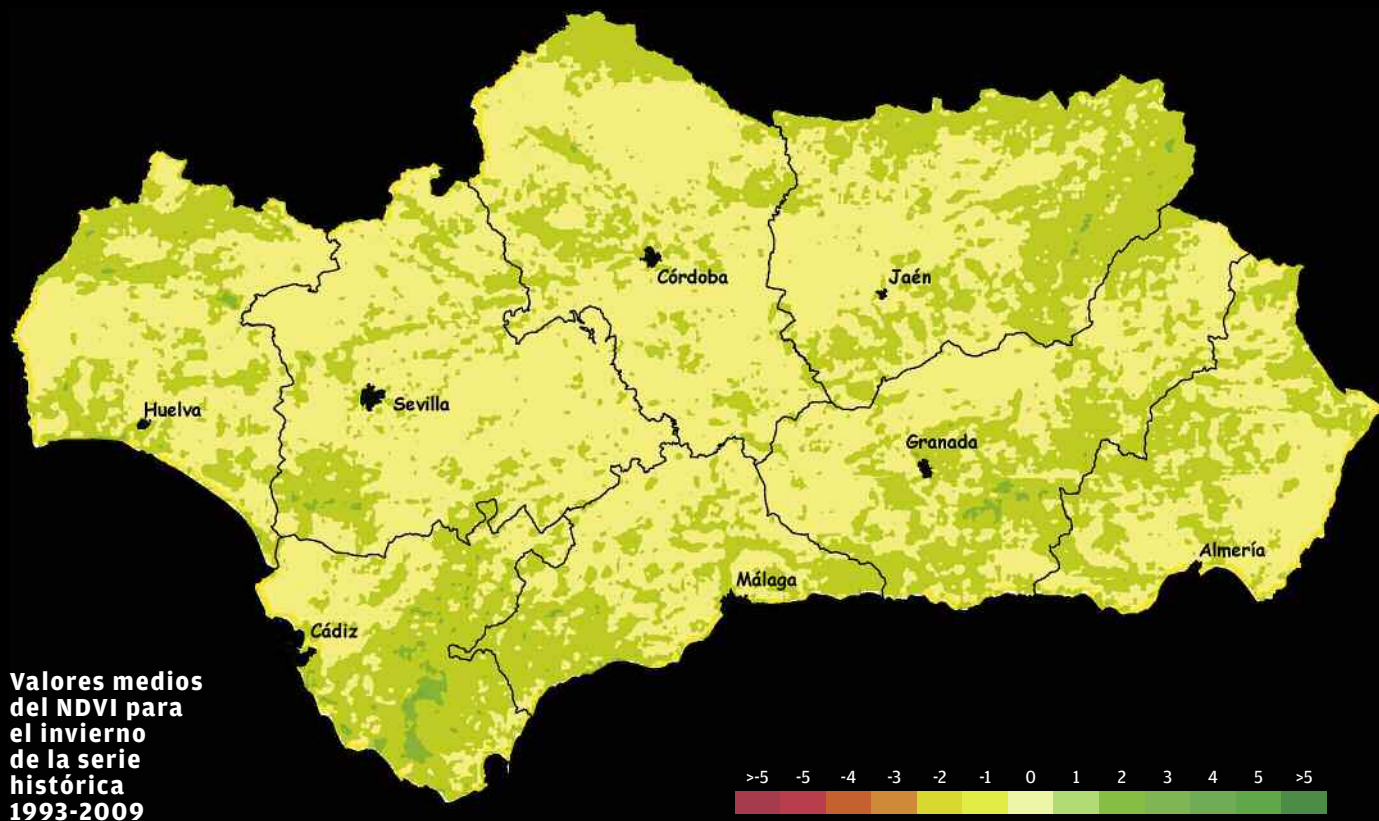 Córdoba
Jaén
Huelva
Sevilla
Granada
Almería
Málaga
Cádiz
Valores medios
del NDVI para
el invierno
de la serie
histórica
1993-2009
>-5 -5 -4 -3 -2 -1 0 1 2 3 4 5 >5